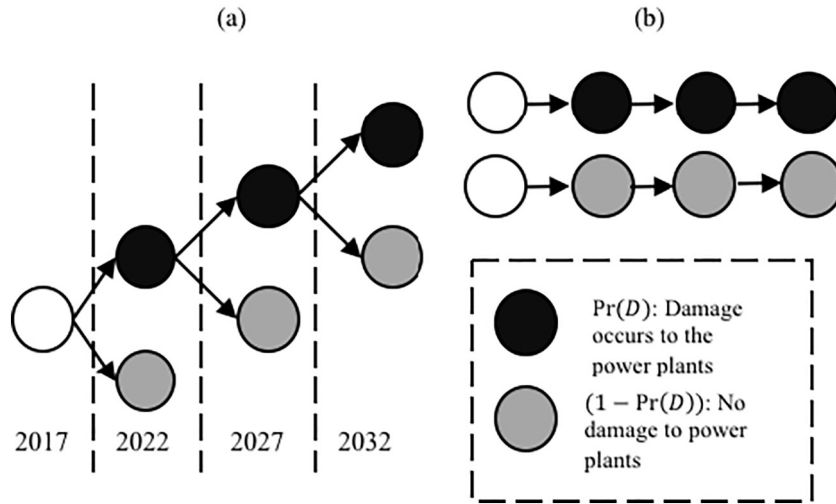 (a)
(b)
2017
2022
2027
2032
Pr(D): Damage
occurs to the
power plants
(1 − Pr(D)): No
damage to power
plants